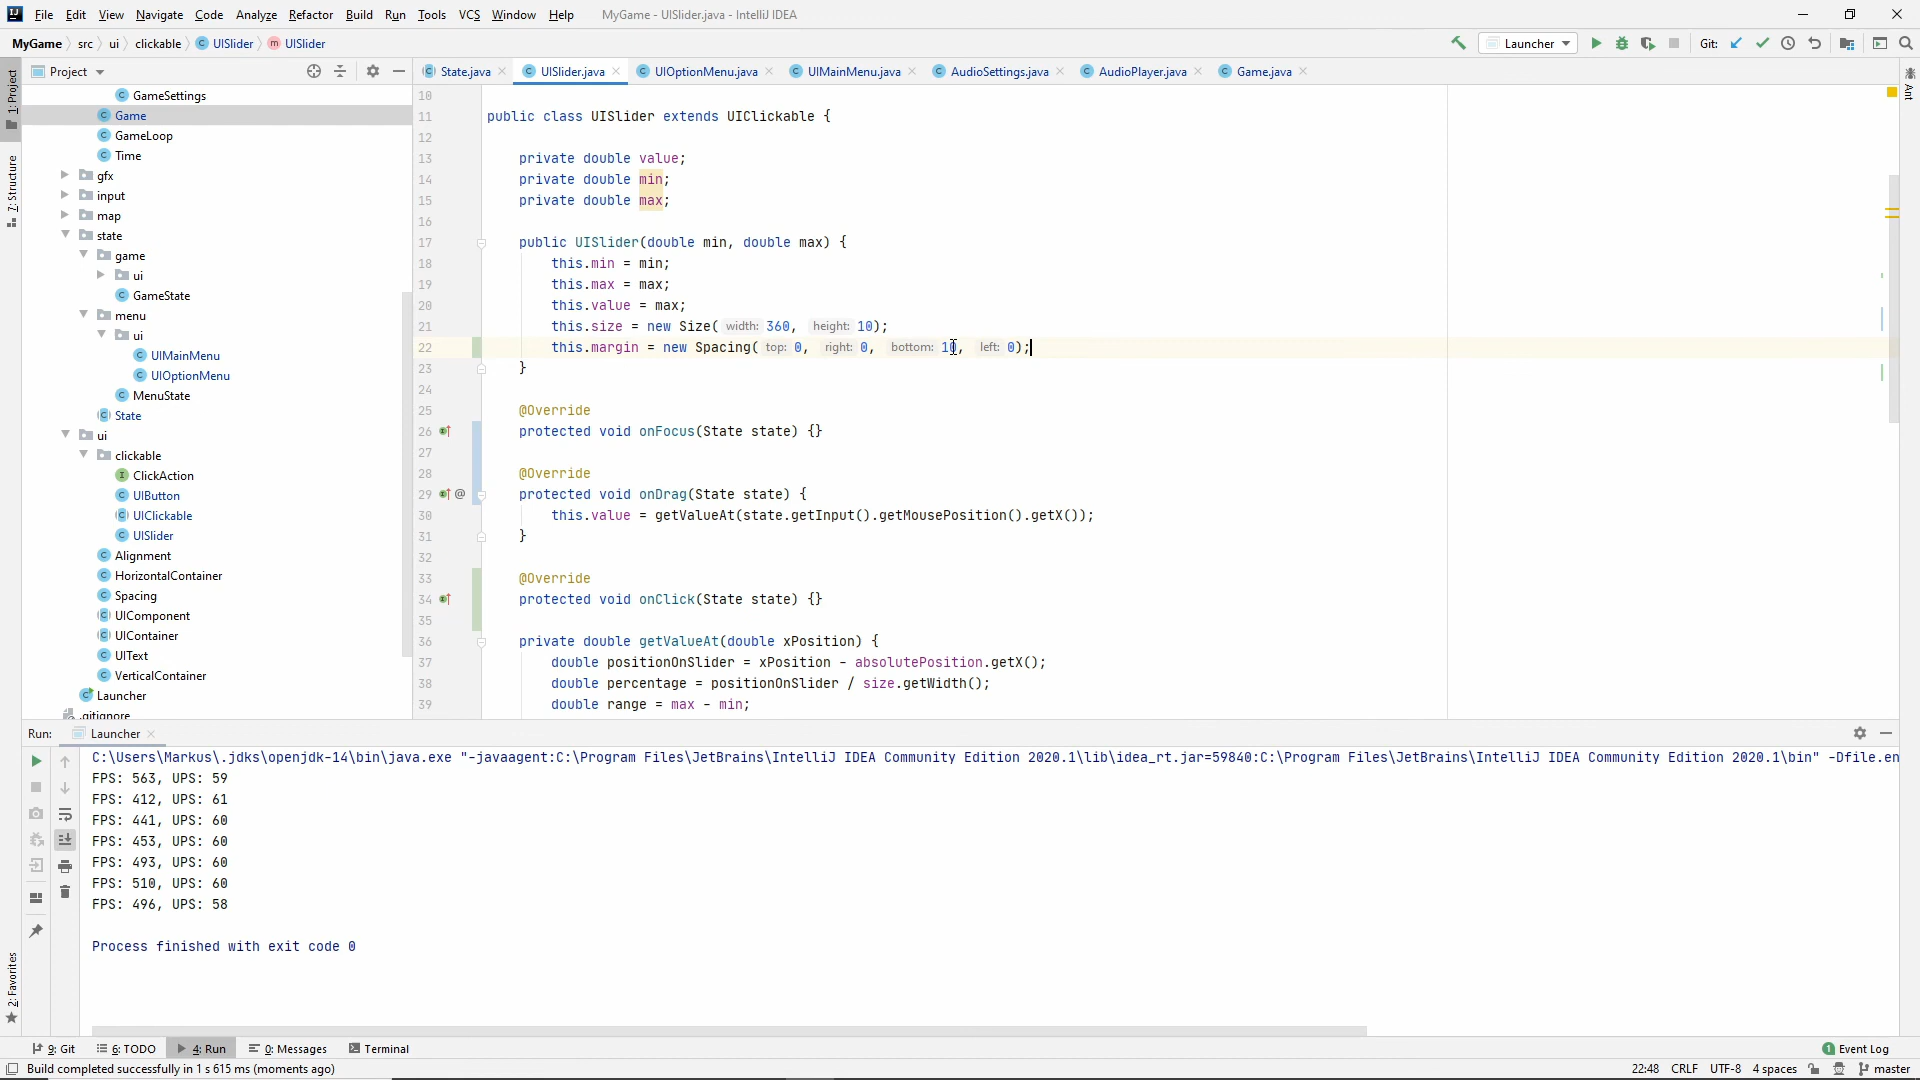 File Edit View Navigate Code Analyze Refactor Build Run Tools VCS Window Help MyGame - UISlider.java - IntelliJ IDEA
MyGame src ui clickable UISlider UISlider Launcher Git:
Project
State.java UISlider.java UIOptionMenu.java UIMainMenu.java AudioSettings.java AudioPlayer.java Game.java
1: Project
7: Structure
2: Favorites
Ant
GameSettings
Game
GameLoop
Time
gfx
input
map
state
game
ui
GameState
menu
ui
UIMainMenu
UIOptionMenu
MenuState
State
ui
clickable
ClickAction
UIButton
UIClickable
UISlider
Alignment
HorizontalContainer
Spacing
UIComponent
UIContainer
UIText
VerticalContainer
Launcher
.gitignore
10
11 public class UISlider extends UIClickable {
12
13 private double value;
14 private double min;
15 private double max;
16
17 public UISlider(double min, double max) {
18 this.min = min;
19 this.max = max;
20 this.value = max;
21 this.size = new Size( width: 360, height: 10);
22 this.margin = new Spacing( top: 0, right: 0, bottom: 10, left: 0);
23 }
24
25 @Override
26 protected void onFocus(State state) {}
27
28 @Override
29 @ protected void onDrag(State state) {
30 this.value = getValueAt(state.getInput().getMousePosition().getX());
31 }
32
33 @Override
34 protected void onClick(State state) {}
35
36 private double getValueAt(double xPosition) {
37 double positionOnSlider = xPosition - absolutePosition.getX();
38 double percentage = positionOnSlider / size.getWidth();
39 double range = max - min;
Run: Launcher
C:\Users\Markus\.jdks\openjdk-14\bin\java.exe "-javaagent:C:\Program Files\JetBrains\IntelliJ IDEA Community Edition 2020.1\lib\idea_rt.jar=59840:C:\Program Files\JetBrains\IntelliJ IDEA Community Edition 2020.1\bin" -Dfile.en
FPS: 563, UPS: 59
FPS: 412, UPS: 61
FPS: 441, UPS: 60
FPS: 453, UPS: 60
FPS: 493, UPS: 60
FPS: 510, UPS: 60
FPS: 496, UPS: 58
Process finished with exit code 0
9: Git 6: TODO 4: Run 0: Messages Terminal 1 Event Log
Build completed successfully in 1 s 615 ms (moments ago) 22:48 CRLF UTF-8 4 spaces master